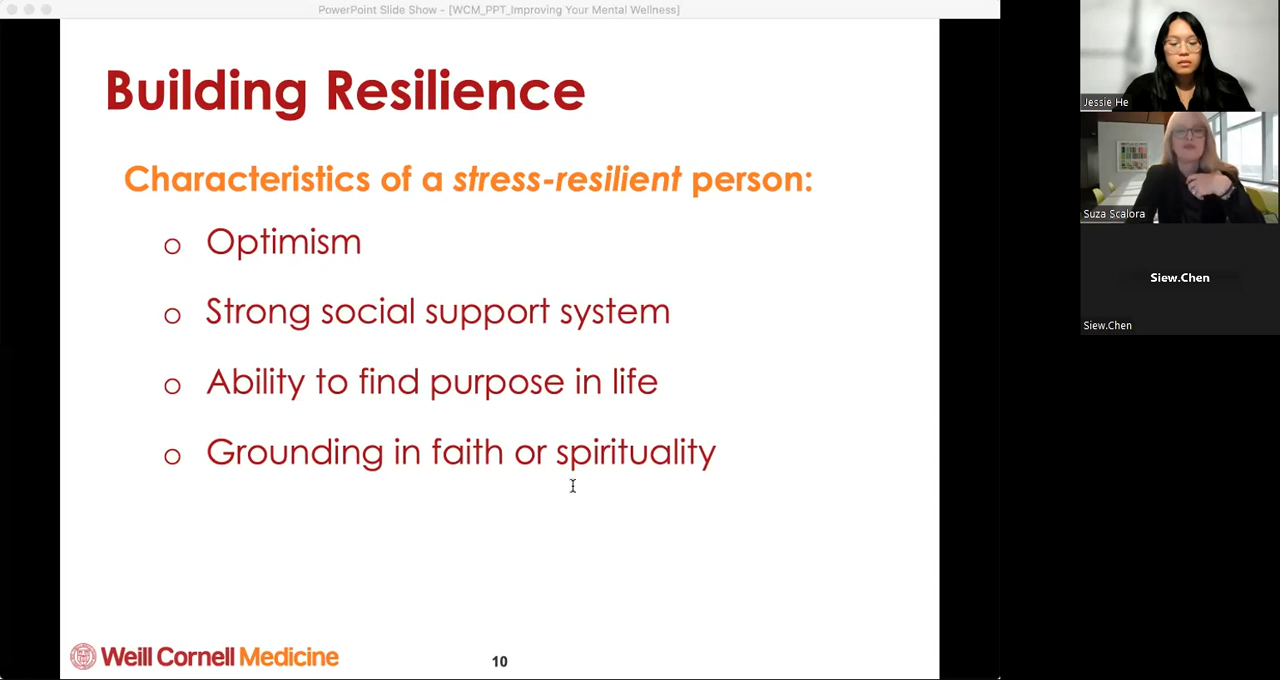 PowerPoint Slide Show - [WCM_PPT_Improving Your Mental Wellness]
Building Resilience
Characteristics of a stress-resilient person:
o Optimism
o Strong social support system
o Ability to find purpose in life
o Grounding in faith or spirituality
Weill Cornell Medicine
10
Jessie He
Suza Scalora
Siew.Chen
Siew.Chen